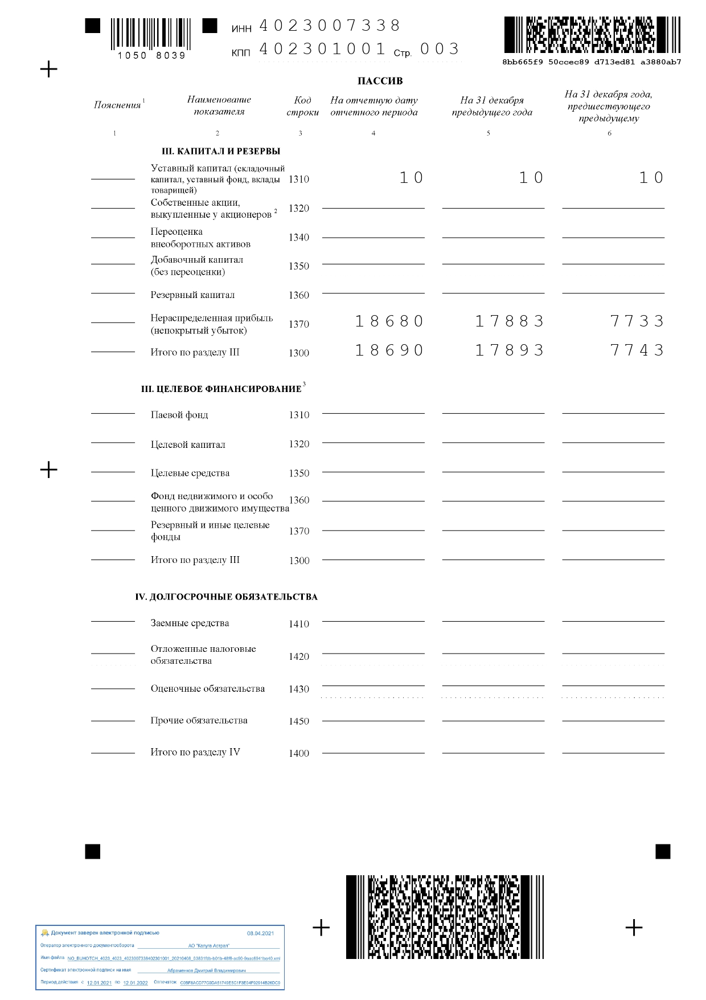 1050 8039
ИНН 4023007338
КПП 402301001 Стр. 003
8bb665f9 50ccec89 d713ed81 a3880ab7
ПАССИВ
Пояснения 1
Наименование показателя
Код строки
На отчетную дату отчетного периода
На 31 декабря предыдущего года
На 31 декабря года, предшествующего предыдущему
1 2 3 4 5 6
III. КАПИТАЛ И РЕЗЕРВЫ
Уставный капитал (складочный
капитал, уставный фонд, вклады 1310 10 10 10
товарищей)
Собственные акции,
выкупленные у акционеров 2 1320
Переоценка
внеоборотных активов 1340
Добавочный капитал
(без переоценки) 1350
Резервный капитал 1360
Нераспределенная прибыль
(непокрытый убыток) 1370 18680 17883 7733
Итого по разделу III 1300 18690 17893 7743
III. ЦЕЛЕВОЕ ФИНАНСИРОВАНИЕ 3
Паевой фонд 1310
Целевой капитал 1320
Целевые средства 1350
Фонд недвижимого и особо
ценного движимого имущества 1360
Резервный и иные целевые
фонды 1370
Итого по разделу III 1300
IV. ДОЛГОСРОЧНЫЕ ОБЯЗАТЕЛЬСТВА
Заемные средства 1410
Отложенные налоговые
обязательства 1420
Оценочные обязательства 1430
Прочие обязательства 1450
Итого по разделу IV 1400
Документ заверен электронной подписью 08.04.2021
Оператор электронного документооборота АО "Калуга Астрал"
Имя файла NO_BUHOTCH_4023_4023_4023007338402301001_20210408_03831fdb-b01b-48f6-ac90-9aac6941ba40.xml
Сертификат электронной подписи на имя Абраменков Дмитрий Владимирович
Период действия с 12.01.2021 по 12.01.2022 Отпечаток C0BF8ACD77C0DA51749E5C1F3E04F92914B26DC9